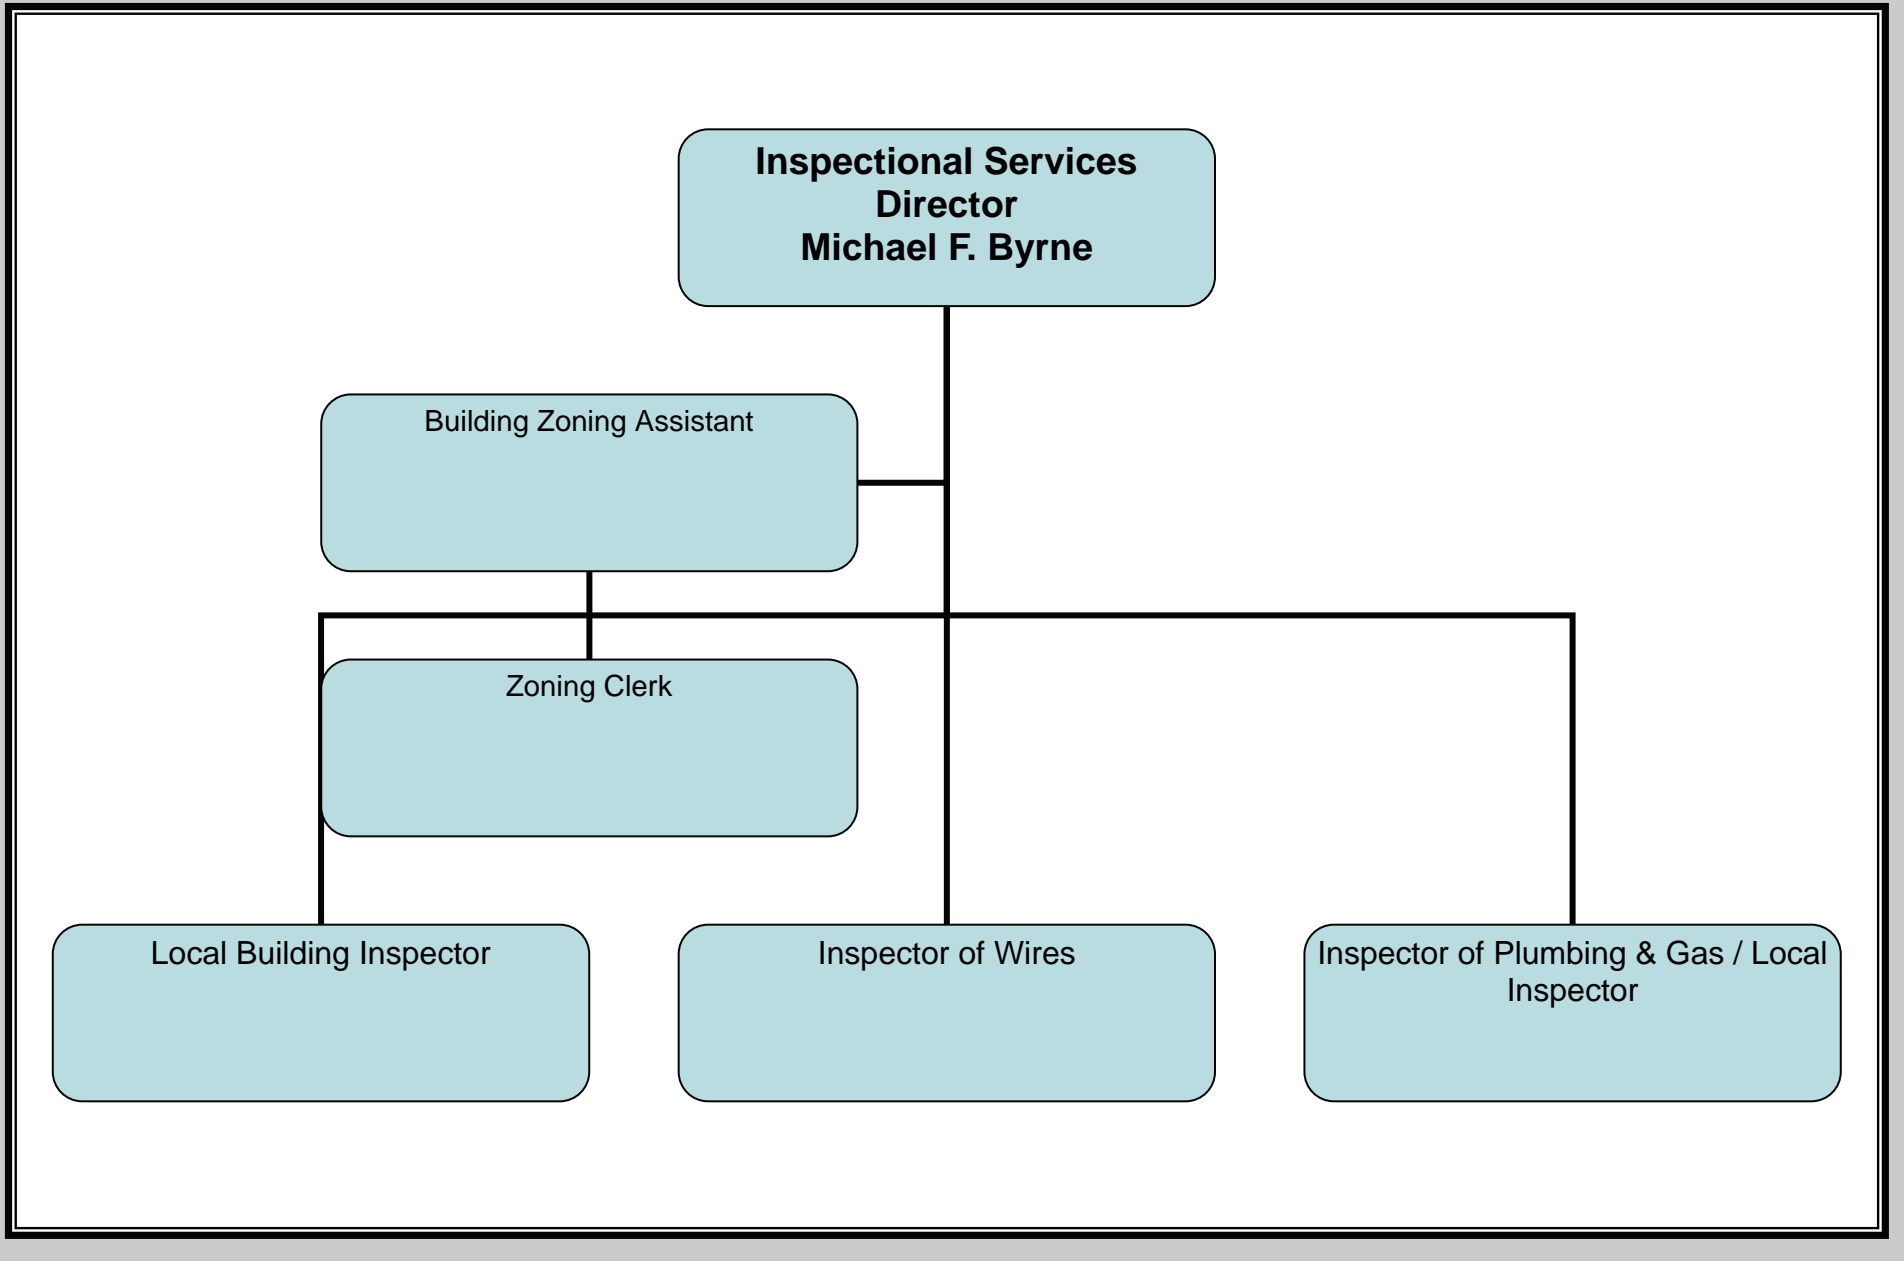 Inspectional Services
Director
Michael F. Byrne
Building Zoning Assistant
Zoning Clerk
Local Building Inspector
Inspector of Wires
Inspector of Plumbing & Gas / Local
Inspector